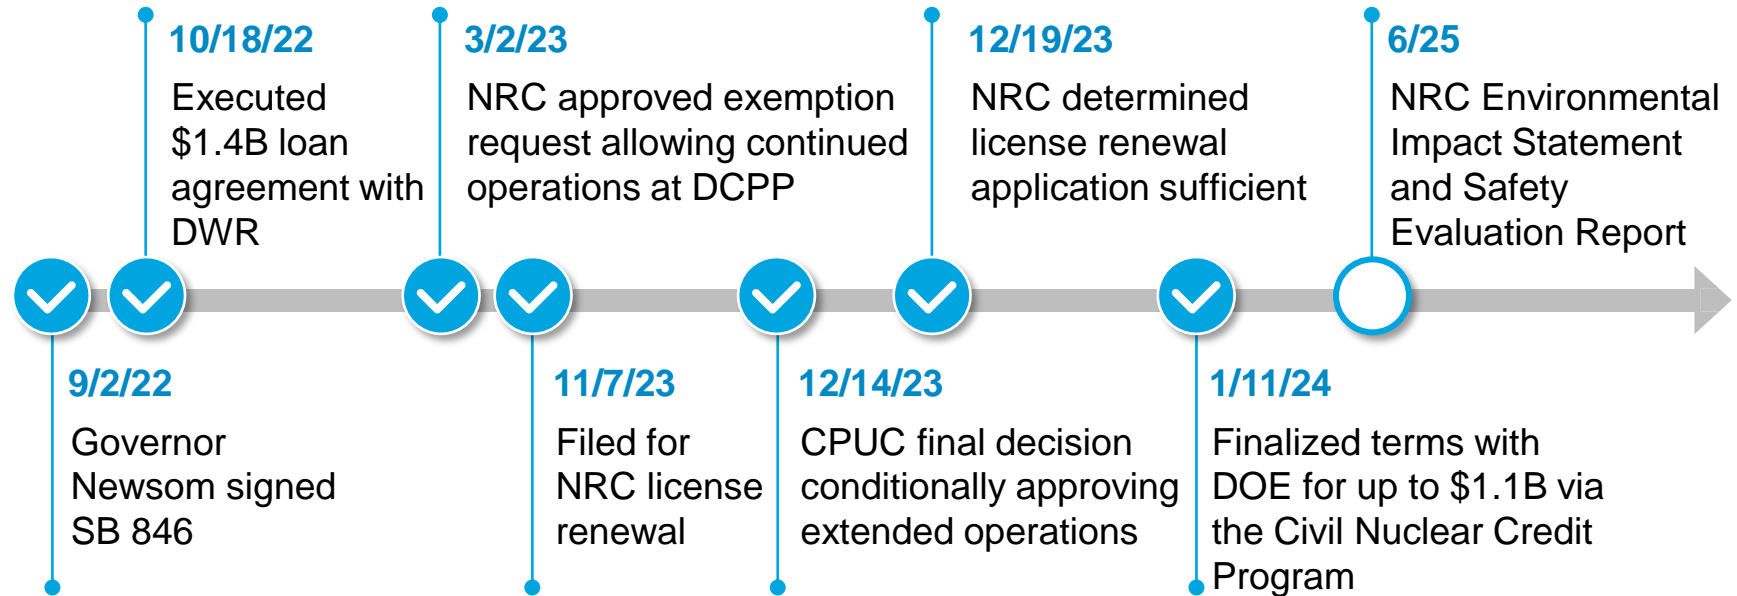 10/18/22
Executed
$1.4B loan
agreement with
DWR
3/2/23
NRC approved exemption
request allowing continued
operations at DCPP
12/19/23
NRC determined
license renewal
application sufficient
6/25
NRC Environmental
Impact Statement
and Safety
Evaluation Report
9/2/22
Governor
Newsom signed
SB 846
11/7/23
Filed for
NRC license
renewal
12/14/23
CPUC final decision
conditionally approving
extended operations
1/11/24
Finalized terms with
DOE for up to $1.1B via
the Civil Nuclear Credit
Program